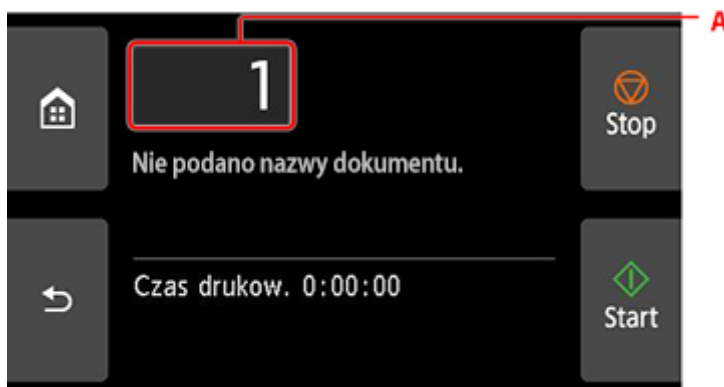 A
1
Stop
Nie podano nazwy dokumentu.
Czas drukow. 0:00:00
Start